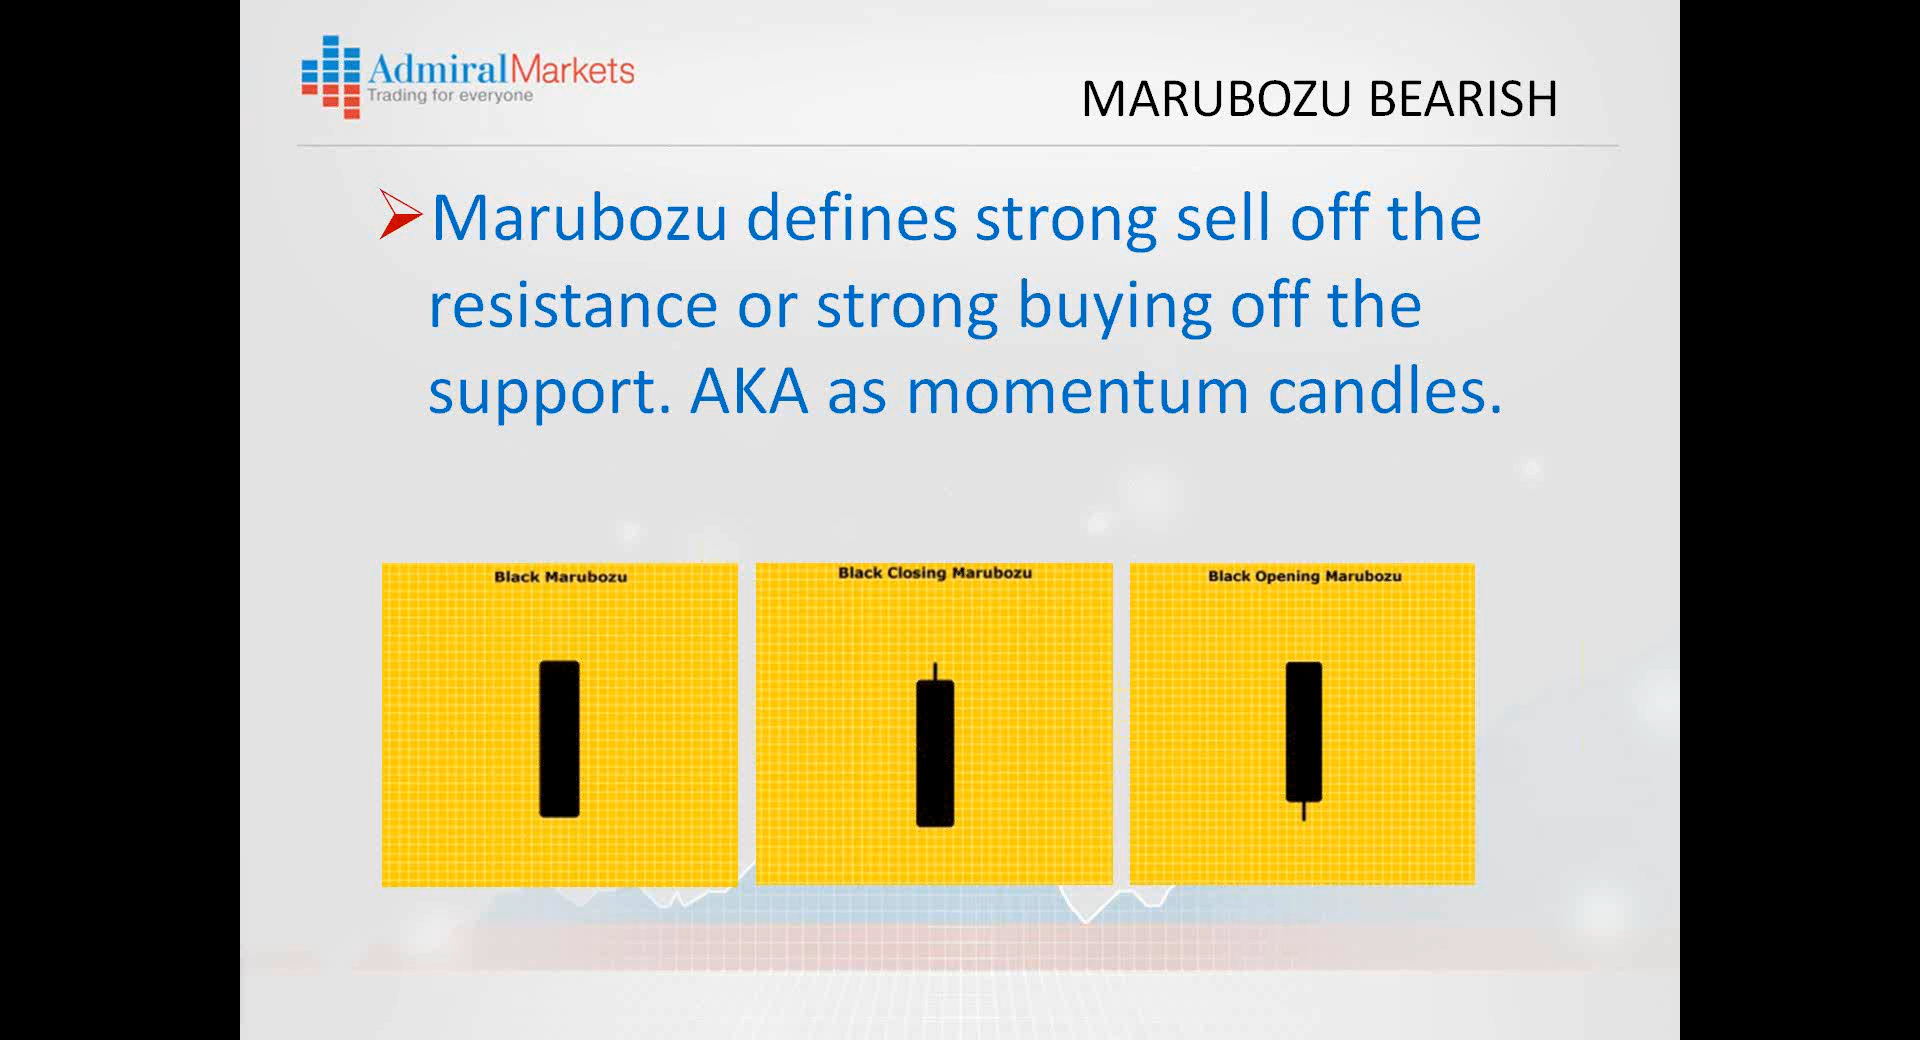 AdmiralMarkets
Trading for everyone
MARUBOZU BEARISH
Marubozu defines strong sell off the
resistance or strong buying off the
support. AKA as momentum candles.
Black Marubozu
Black Closing Marubozu
Black Opening Marubozu